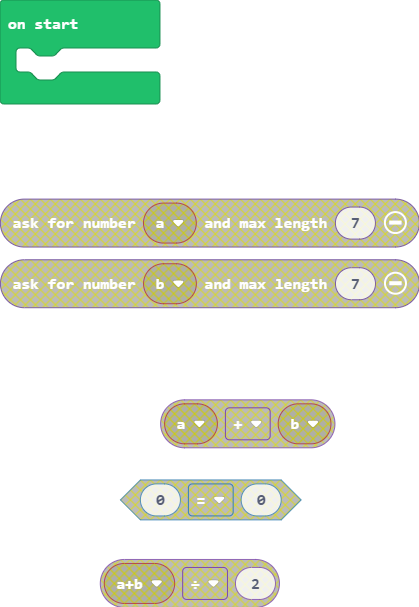 on start
ask for number a and max length 7
ask for number b and max length 7
a + b
0 = 0
a+b ÷ 2